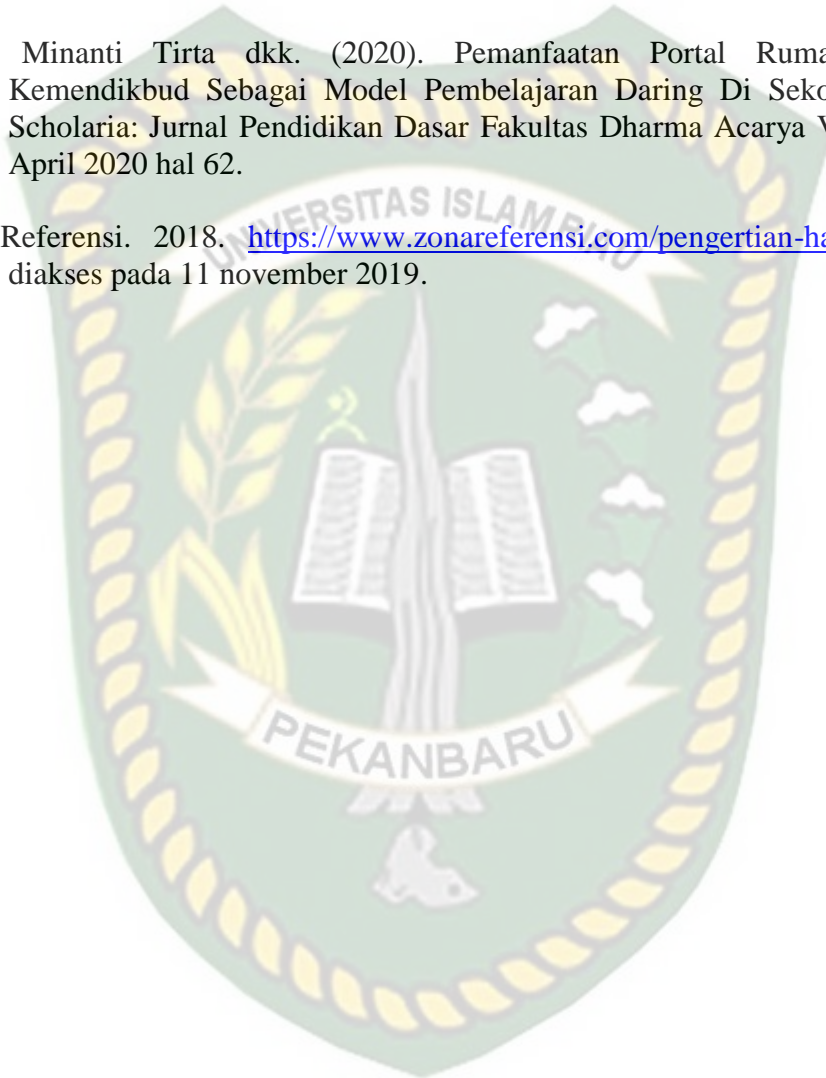 Minanti Tirta dkk. (2020). Pemanfaatan Portal Ruma
Kemendikbud Sebagai Model Pembelajaran Daring Di Seko
Scholaria: Jurnal Pendidikan Dasar Fakultas Dharma Acarya V
April 2020 hal 62.
UNIVERSITAS ISLAM RIAU
Referensi. 2018. https://www.zonareferensi.com/pengertian-ha
diakses pada 11 november 2019.
PEKANBARU